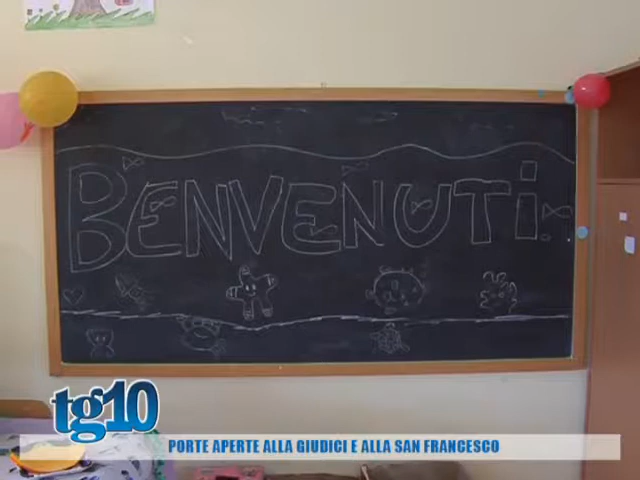 BENVENUTI
tg10
PORTE APERTE ALLA GIUDICI E ALLA SAN FRANCESCO